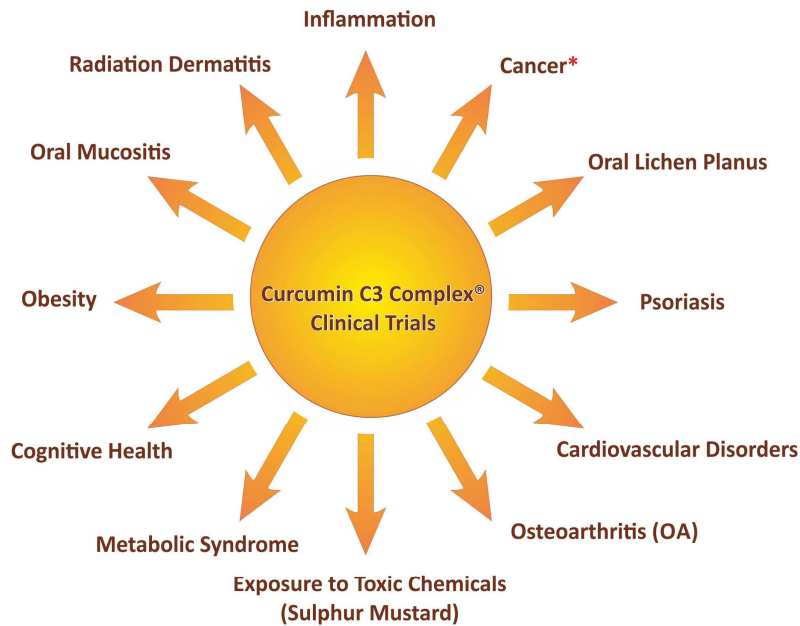 Inflammation
Radiation Dermatitis
Cancer*
Oral Mucositis
Oral Lichen Planus
Obesity
Curcumin C3 Complex®
Clinical Trials
Psoriasis
Cognitive Health
Cardiovascular Disorders
Metabolic Syndrome
Osteoarthritis (OA)
Exposure to Toxic Chemicals
(Sulphur Mustard)